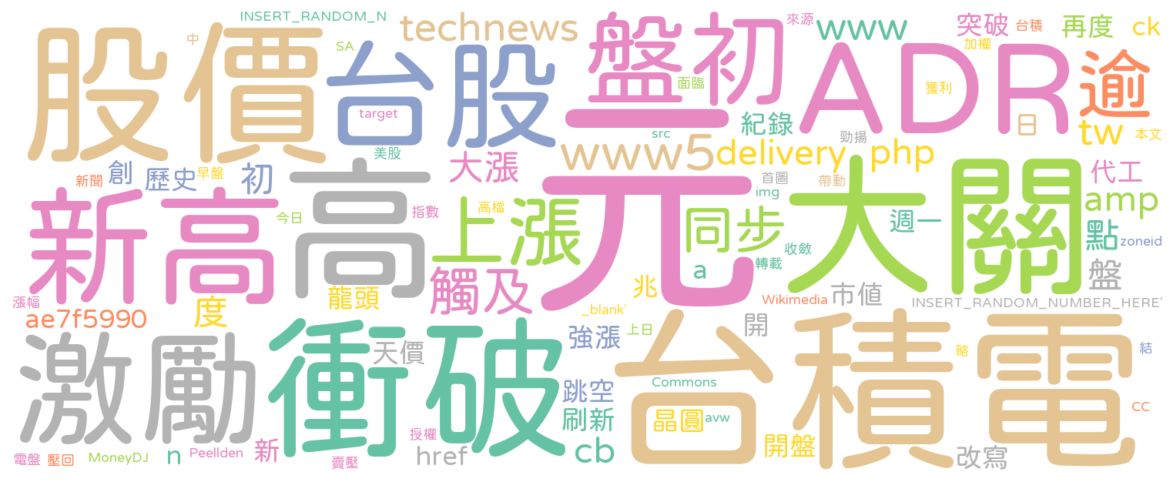 INSERT_RANDOM_N
technews
盤初
來源
www
突破
台積
再度
ck
股價
中
SA
台股
面臨
ADR
加權
獲利
逾
target
一
src
紀錄
勁揚
日
tw
本文
美股
www5
delivery_php
新聞
創
歷史
早盤
初
大漲
首圖
img
帶動
代工
新高
高
今日
指數
高檔
上漲
元
同步
大關
週一
amp
點
zoneid
a
收斂
轉載
漲幅
ae7f5990
度
龍頭
觸及
_blank'
兆
Wikimedia
市値
盤
INSERT_RANDOM_NUMBER_HERE'
激勵
衝破
天價
強漲
上日
開
台積電
略
結
跳空
Commons
刷新
晶圓
avw
cc
電盤
壓回
MoneyDJ
n
Peellden
新
賣壓
授權
href
cb
開盤
改寫